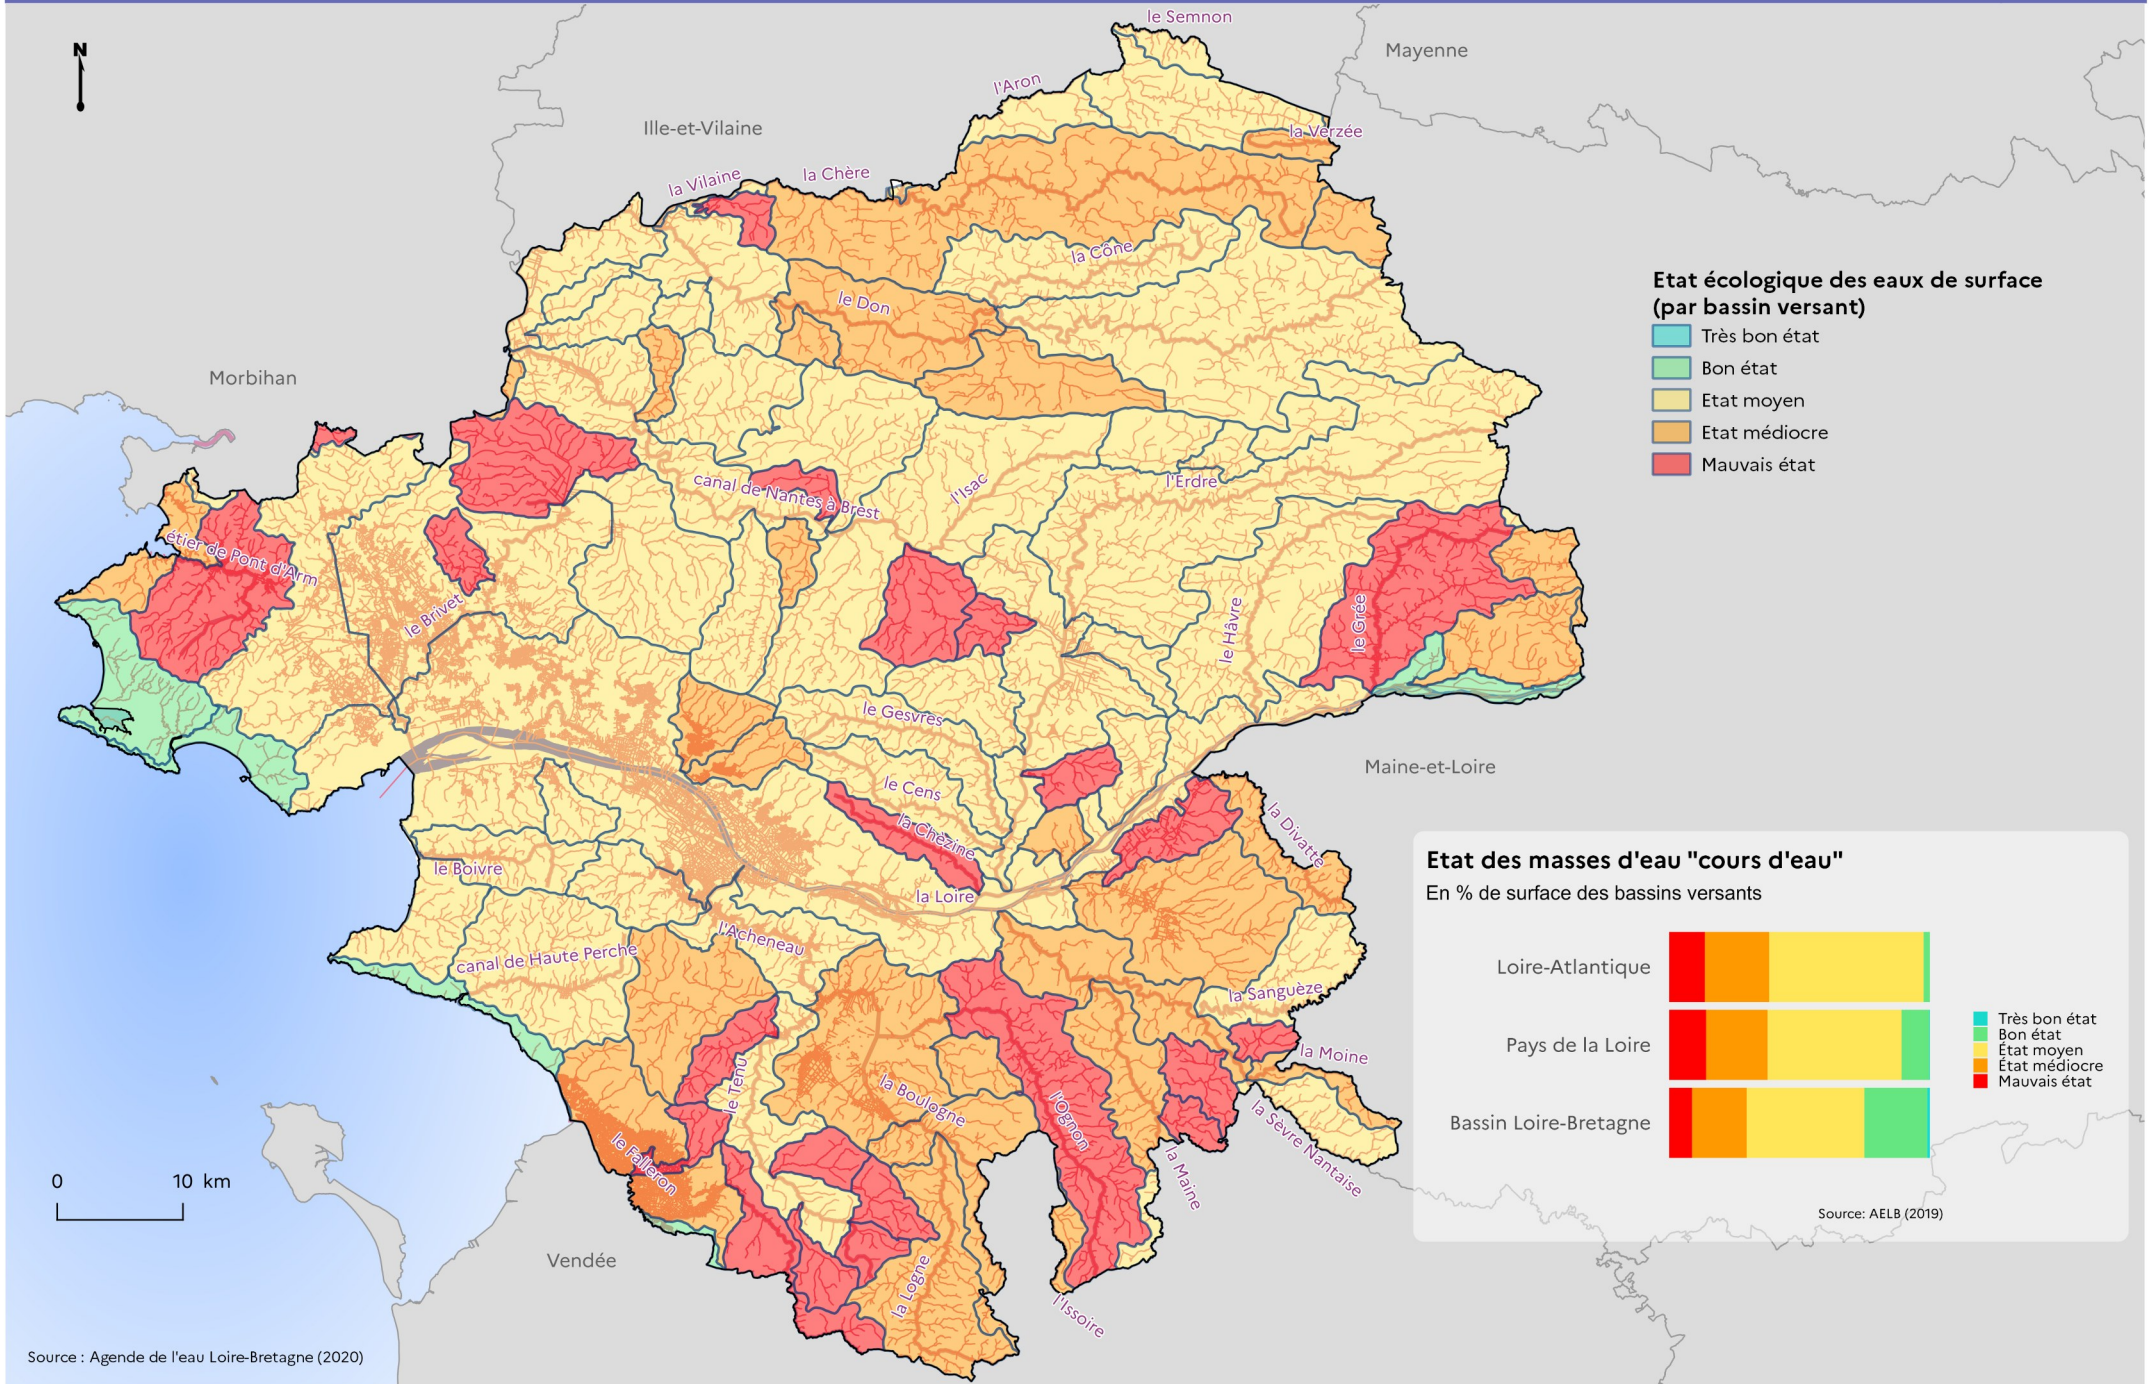 le Semnon
Mayenne
N
l'Aron
Ille-et-Vilaine
la Verzée
la Vilaine
la Chère
la Cône
Etat écologique des eaux de surface
(par bassin versant)
Très bon état
Bon état
Etat moyen
Etat médiocre
Mauvais état
le Don
Morbihan
canal de Nantes à Brest
l'Isac
l'Erdre
étier de Pont d'Arm
le Brivet
le Hâvre
le Grée
le Gesvres
Maine-et-Loire
le Cens
la Chézine
la Divatte
le Boivre
la Loire
l'Acheneau
canal de Haute Perche
la Sanguèze
la Moine
le Tenu
la Boulogne
l'Ognon
la Sèvre Nantaise
la Maine
le Falleron
la Logne
l'Issoire
Vendée
Etat des masses d'eau "cours d'eau"
En % de surface des bassins versants
Loire-Atlantique
Pays de la Loire
Bassin Loire-Bretagne
Très bon état
Bon état
État moyen
État médiocre
Mauvais état
Source: AELB (2019)
0 10 km
Source : Agende de l'eau Loire-Bretagne (2020)